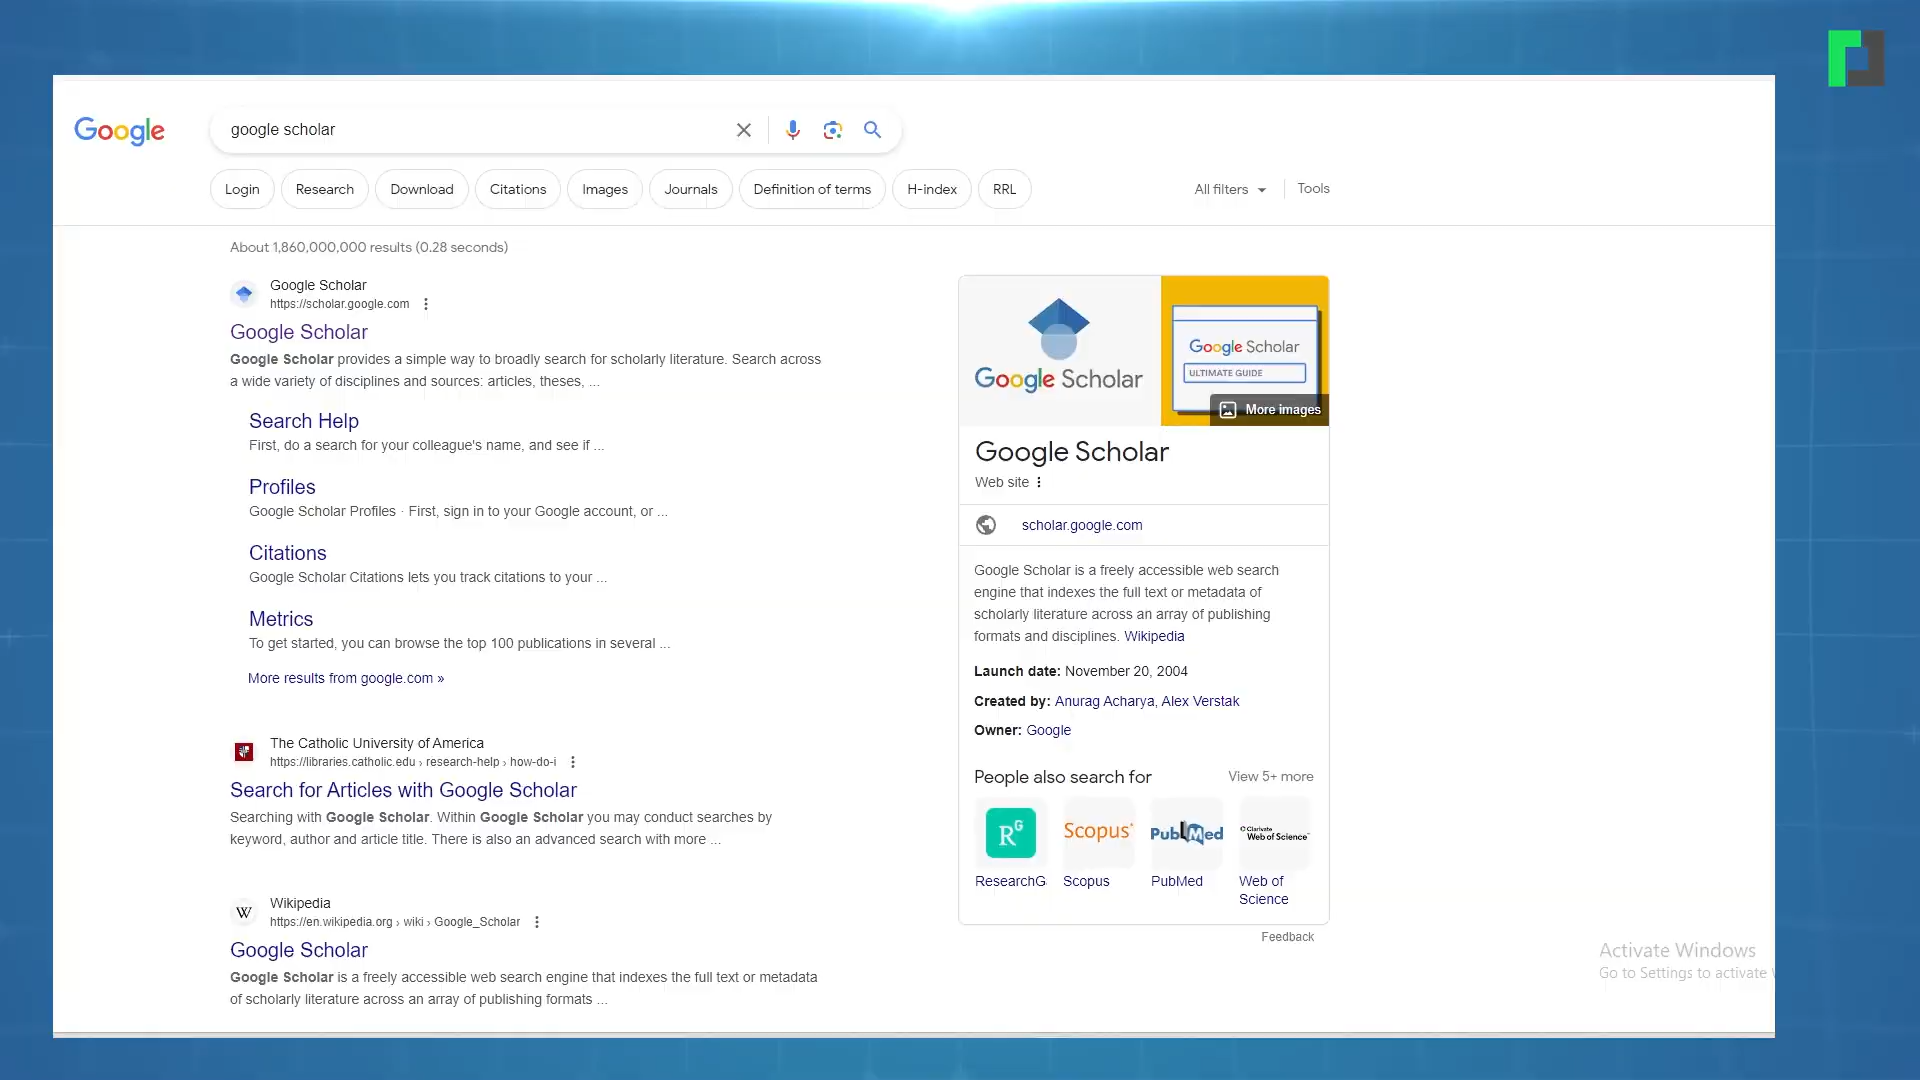 Google
google scholar
Login
Research
Download
Citations
Images
Journals
Definition of terms
H-index
RRL
All filters
Tools
About 1,860,000,000 results (0.28 seconds)
Google Scholar
https://scholar.google.com
Google Scholar
Google Scholar provides a simple way to broadly search for scholarly literature. Search across
a wide variety of disciplines and sources: articles, theses, ...
Search Help
First, do a search for your colleague's name, and see if ...
Profiles
Google Scholar Profiles · First, sign in to your Google account, or ...
Citations
Google Scholar Citations lets you track citations to your ...
Metrics
To get started, you can browse the top 100 publications in several ...
More results from google.com »
The Catholic University of America
https://libraries.catholic.edu › research-help › how-do-i
Search for Articles with Google Scholar
Searching with Google Scholar. Within Google Scholar you may conduct searches by
keyword, author and article title. There is also an advanced search with more ...
W
Wikipedia
https://en.wikipedia.org › wiki › Google_Scholar
Google Scholar
Google Scholar is a freely accessible web search engine that indexes the full text or metadata
of scholarly literature across an array of publishing formats ...
Google Scholar
Google Scholar
ULTIMATE GUIDE
More images
Google Scholar
Web site
scholar.google.com
Google Scholar is a freely accessible web search
engine that indexes the full text or metadata of
scholarly literature across an array of publishing
formats and disciplines. Wikipedia
Launch date: November 20, 2004
Created by: Anurag Acharya, Alex Verstak
Owner: Google
People also search for
View 5+ more
RG
Scopus
PubMed
Clarivate
Web of Science
ResearchG
Scopus
PubMed
Web of
Science
Feedback
Activate Windows
Go to Settings to activate